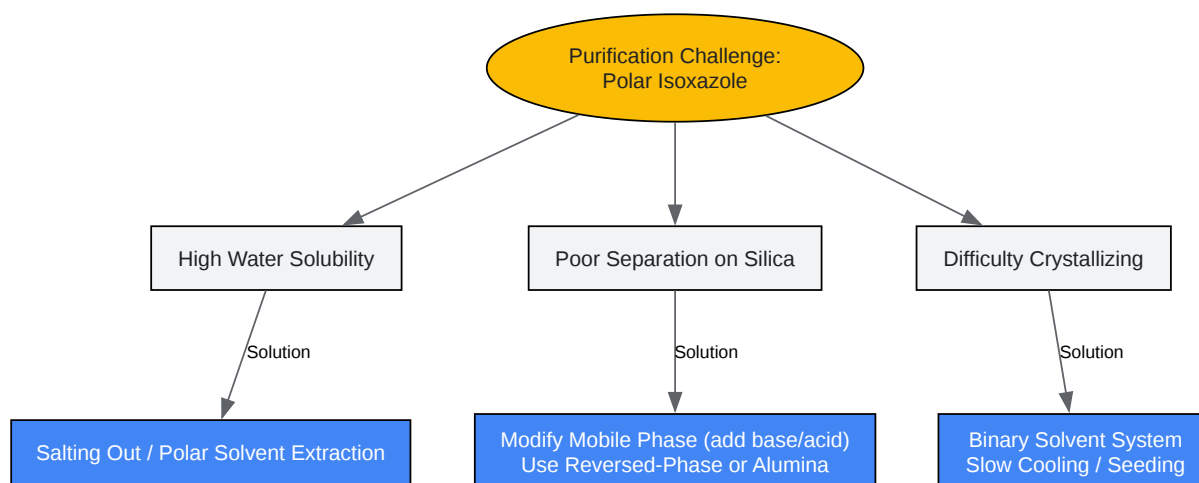 Purification Challenge:
Polar Isoxazole
High Water Solubility
Poor Separation on Silica
Difficulty Crystallizing
Solution
Solution
Solution
Salting Out / Polar Solvent Extraction
Modify Mobile Phase (add base/acid)
Use Reversed-Phase or Alumina
Binary Solvent System
Slow Cooling / Seeding